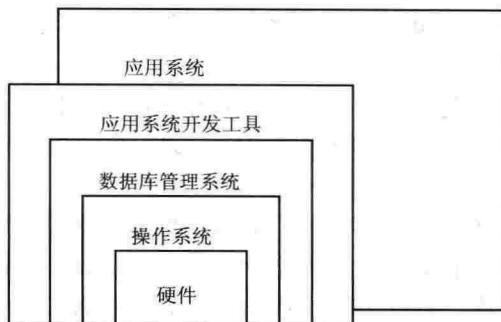 应用系统
应用系统开发工具
数据库管理系统
操作系统
硬件